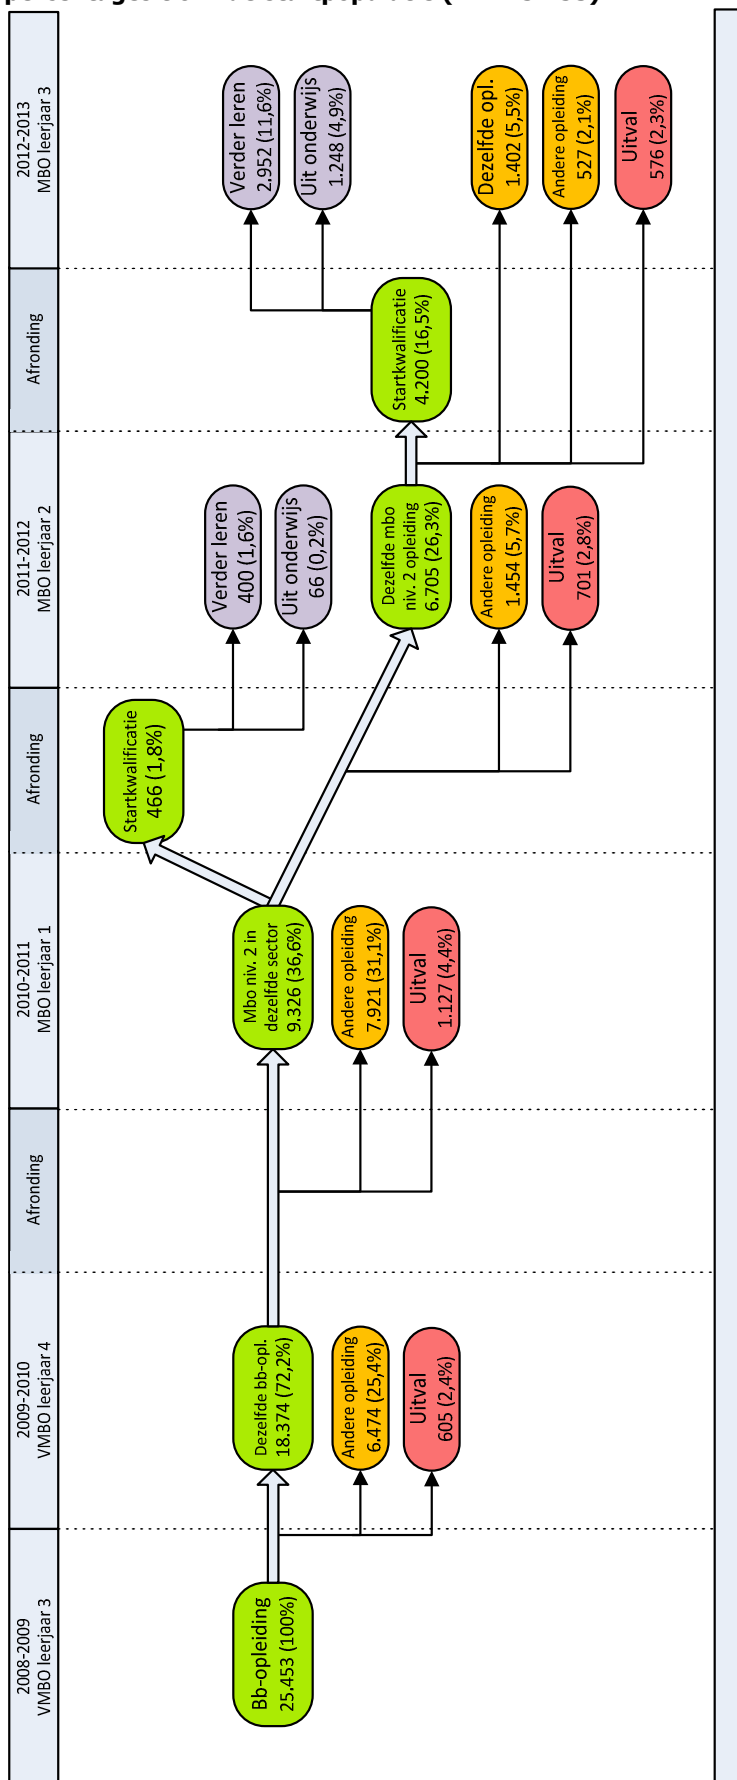 2008-2009
VMBO leerjaar 3
2009-2010
VMBO leerjaar 4
Afronding
2010-2011
MBO leerjaar 1
Afronding
2011-2012
MBO leerjaar 2
Afronding
2012-2013
MBO leerjaar 3
Bb-opleiding
25.453 (100%)
Dezelfde bb-opl.
18.374 (72,2%)
Andere opleiding
6.474 (25,4%)
Uitval
605 (2,4%)
Mbo niv. 2 in
dezelfde sector
9.326 (36,6%)
Andere opleiding
7.921 (31,1%)
Uitval
1.127 (4,4%)
Startkwalificatie
466 (1,8%)
Verder leren
400 (1,6%)
Uit onderwijs
66 (0,2%)
Dezelfde mbo
niv. 2 opleiding
6.705 (26,3%)
Andere opleiding
1.454 (5,7%)
Uitval
701 (2,8%)
Startkwalificatie
4.200 (16,5%)
Verder leren
2.952 (11,6%)
Uit onderwijs
1.248 (4,9%)
Dezelfde opl.
1.402 (5,5%)
Andere opleiding
527 (2,1%)
Uitval
576 (2,3%)